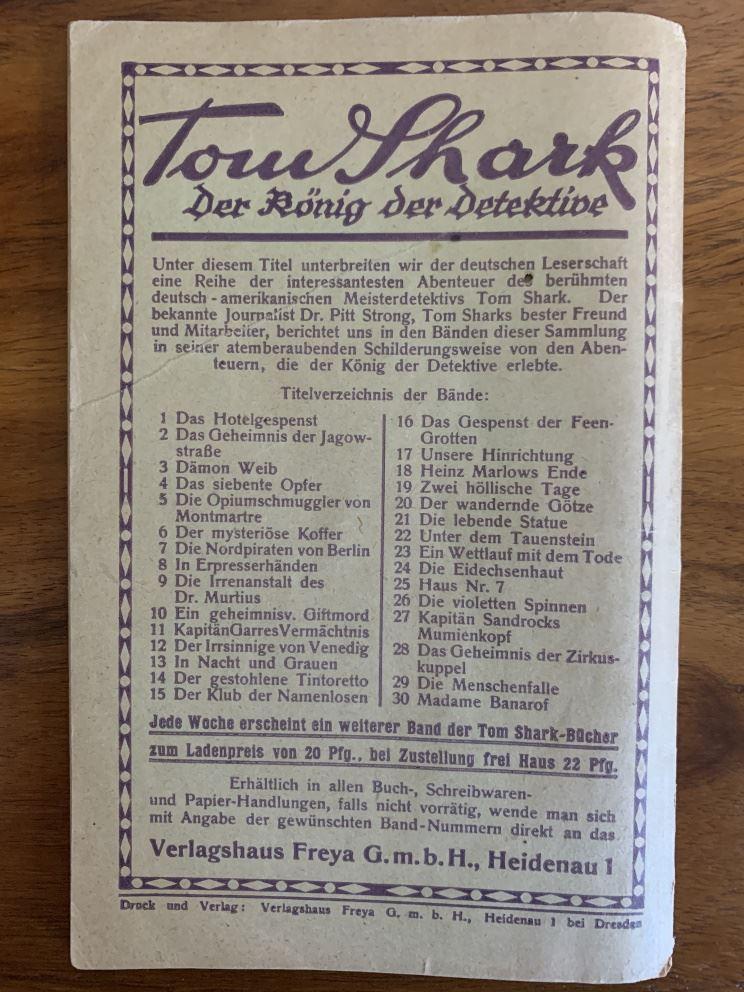 Tom Shark
Der König der Detektive
Unter diesem Titel unterbreiten wir der deutschen Leserschaft
eine Reihe der interessantesten Abenteuer des berühmten
deutsch-amerikanischen Meisterdetektivs Tom Shark. Der
bekannte Journalist Dr. Pitt Strong, Tom Sharks bester Freund
und Mitarbeiter, berichtet uns in den Bänden dieser Sammlung
in seiner atemberaubenden Schilderungsweise von den Aben-
teuern, die der König der Detektive erlebte.
Titelverzeichnis der Bände:
1 Das Hotelgespenst
2 Das Geheimnis der Jagow-
straße
3 Dämon Weib
4 Das siebente Opfer
5 Die Opiumschmuggler von
Montmartre
6 Der mysteriöse Koffer
7 Die Nordpiraten von Berlin
8 In Erpresserhänden
9 Die Irrenanstalt des
Dr. Murtius
10 Ein geheimnisv. Giftmord
11 Kapitän Garres Vermächtnis
12 Der Irrsinnige von Venedig
13 In Nacht und Grauen
14 Der gestohlene Tintoretto
15 Der Klub der Namenlosen
16 Das Gespenst der Feen-
Grotten
17 Unsere Hinrichtung
18 Heinz Marlows Ende
19 Zwei höllische Tage
20 Der wandernde Götze
21 Die lebende Statue
22 Unter dem Tauenstein
23 Ein Wettlauf mit dem Tode
24 Die Eidechsenhaut
25 Haus Nr. 7
26 Die violetten Spinnen
27 Kapitän Sandrocks
Mumienkopf
28 Das Geheimnis der Zirkus-
kuppel
29 Die Menschenfalle
30 Madame Banarof
Jede Woche erscheint ein weiterer Band der Tom Shark-Bücher
zum Ladenpreis von 20 Pfg., bei Zustellung frei Haus 22 Pfg.
Erhältlich in allen Buch-, Schreibwaren-
und Papier-Handlungen, falls nicht vorrätig, wende man sich
mit Angabe der gewünschten Band-Nummern direkt an das
Verlagshaus Freya G.m.b.H., Heidenau 1
Druck und Verlag: Verlagshaus Freya G. m. b. H., Heidenau 1 bei Dresden